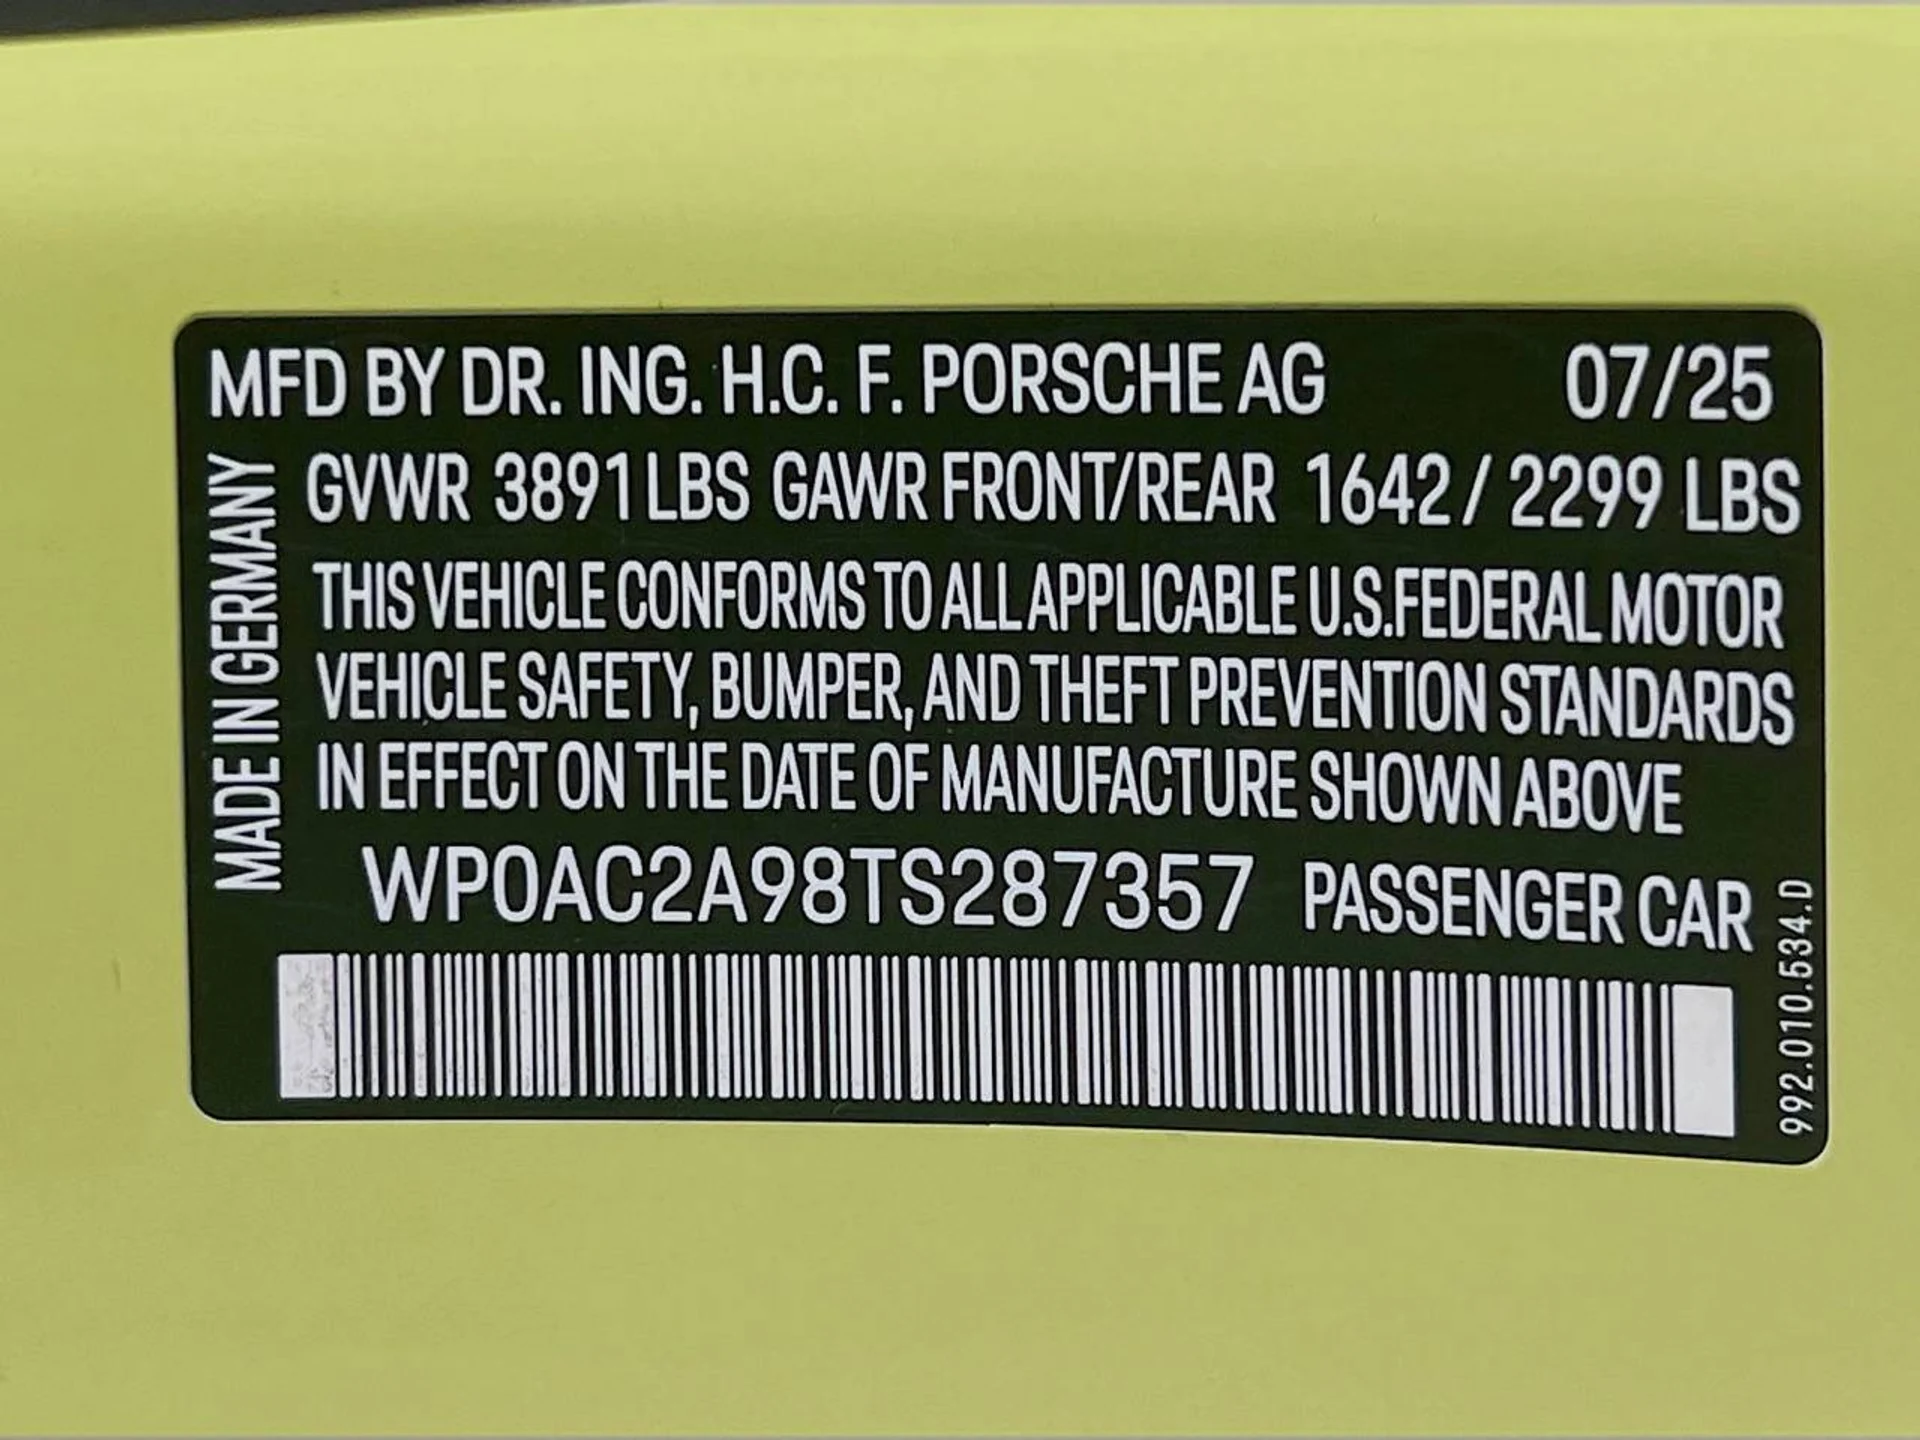 MFD BY DR. ING. H.C. F. PORSCHE AG 07/25
GVWR 3891 LBS GAWR FRONT/REAR 1642 / 2299 LBS
THIS VEHICLE CONFORMS TO ALL APPLICABLE U.S.FEDERAL MOTOR
VEHICLE SAFETY, BUMPER, AND THEFT PREVENTION STANDARDS
IN EFFECT ON THE DATE OF MANUFACTURE SHOWN ABOVE
WP0AC2A98TS287357 PASSENGER CAR
MADE IN GERMANY
992.010.534.D